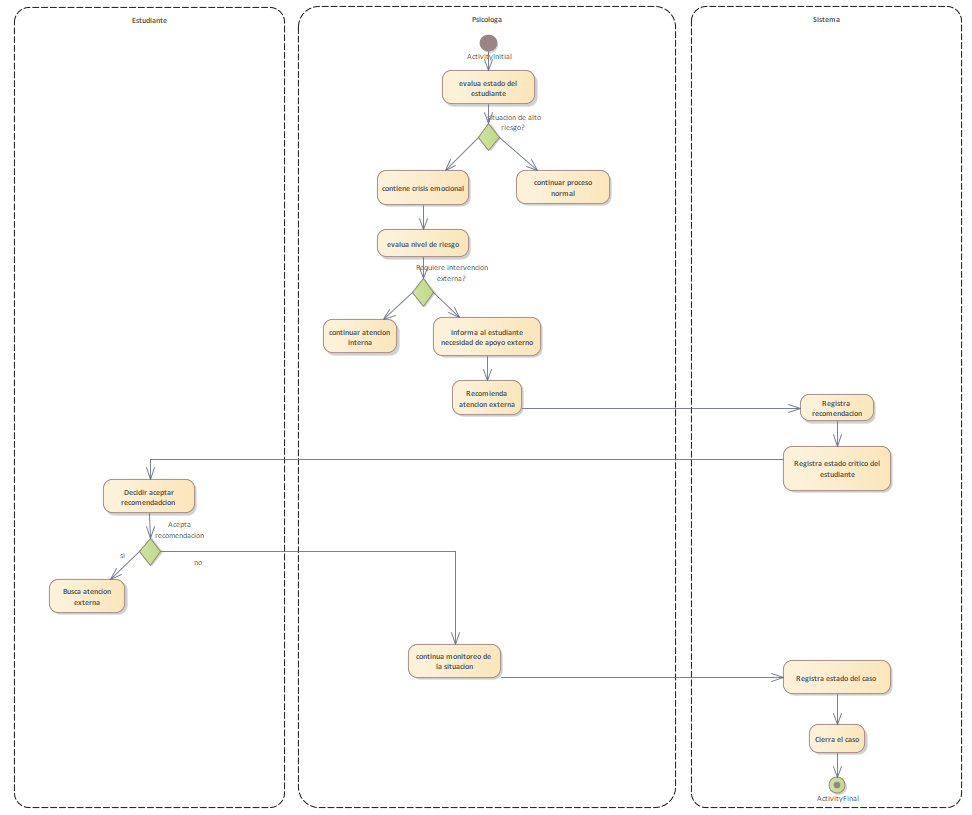 Estudiante
Psicologa
Sistema
ActivityInitial
evalua estado del
estudiante
situacion de alto
riesgo?
contiene crisis emocional
continuar proceso
normal
evalua nivel de riesgo
Requiere intervencion
externa?
continuar atencion
interna
informa al estudiante
necesidad de apoyo externo
Recomienda
atencion externa
Registra
recomendacion
Registra estado critico del
estudiante
Decidir aceptar
recomendadcion
Acepta
recomendacion
si
no
Busca atencion
externa
continua monitoreo de
la situacion
Registra estado del caso
Cierra el caso
ActivityFinal